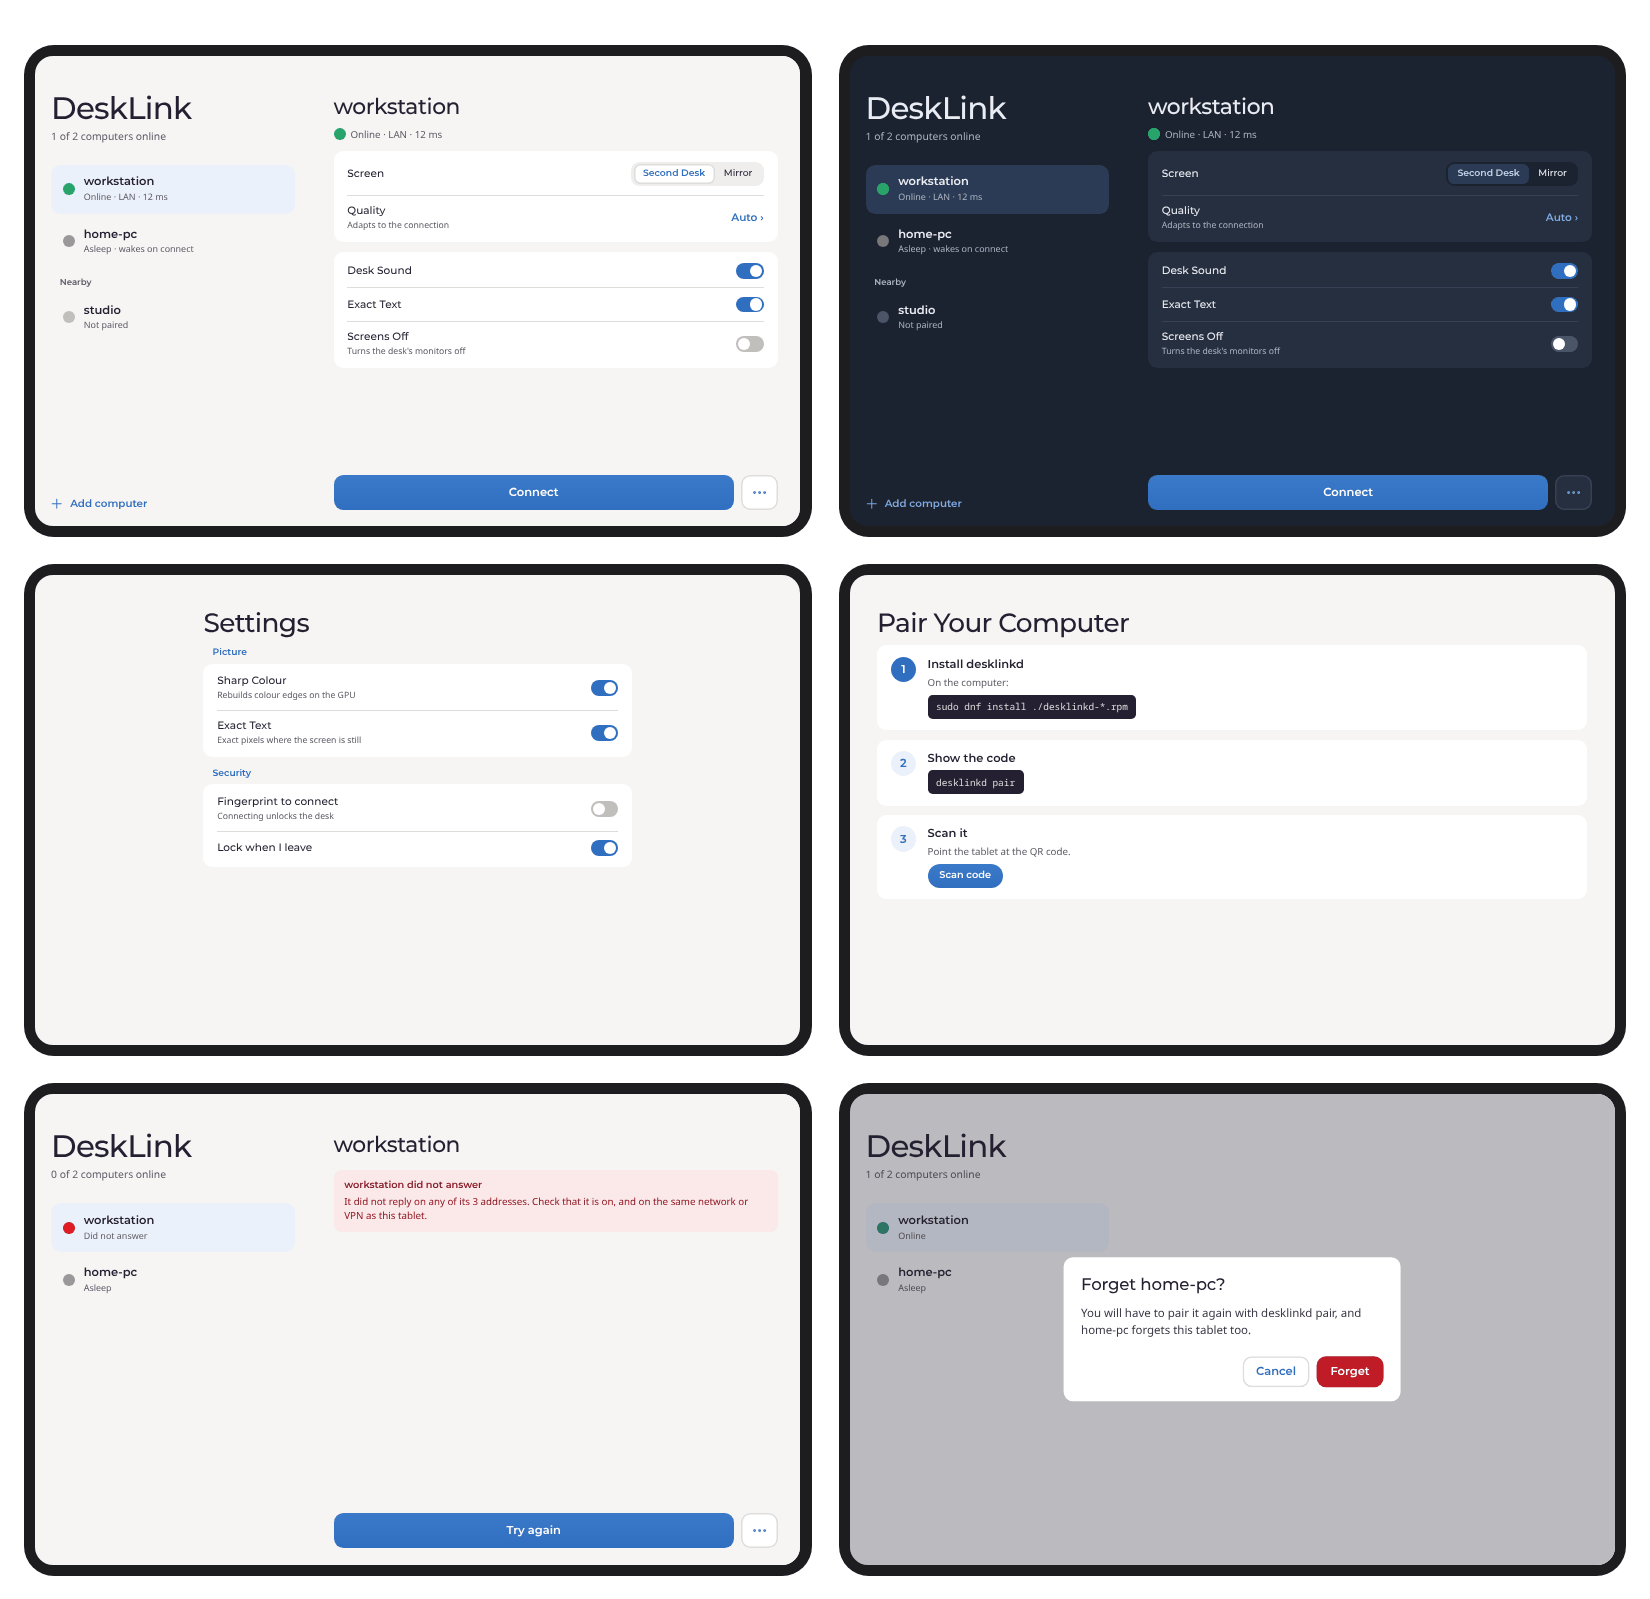 DeskLink
1 of 2 computers online
workstation
Online · LAN · 12 ms
home-pc
Asleep · wakes on connect
Nearby
studio
Not paired
+ Add computer
workstation
Online · LAN · 12 ms
Screen
Second Desk Mirror
Quality
Adapts to the connection
Auto ›
Desk Sound
Exact Text
Screens Off
Turns the desk's monitors off
Connect
•••
DeskLink
1 of 2 computers online
workstation
Online · LAN · 12 ms
home-pc
Asleep · wakes on connect
Nearby
studio
Not paired
+ Add computer
workstation
Online · LAN · 12 ms
Screen
Second Desk Mirror
Quality
Adapts to the connection
Auto ›
Desk Sound
Exact Text
Screens Off
Turns the desk's monitors off
Connect
•••
Settings
Picture
Sharp Colour
Rebuilds colour edges on the GPU
Exact Text
Exact pixels where the screen is still
Security
Fingerprint to connect
Connecting unlocks the desk
Lock when I leave
Pair Your Computer
1
Install desklinkd
On the computer:
sudo dnf install ./desklinkd-*.rpm
2
Show the code
desklinkd pair
3
Scan it
Point the tablet at the QR code.
Scan code
DeskLink
0 of 2 computers online
workstation
Did not answer
home-pc
Asleep
workstation
workstation did not answer
It did not reply on any of its 3 addresses. Check that it is on, and on the same network or
VPN as this tablet.
Try again
•••
DeskLink
1 of 2 computers online
workstation
Online
home-pc
Asleep
Forget home-pc?
You will have to pair it again with desklinkd pair, and
home-pc forgets this tablet too.
Cancel Forget